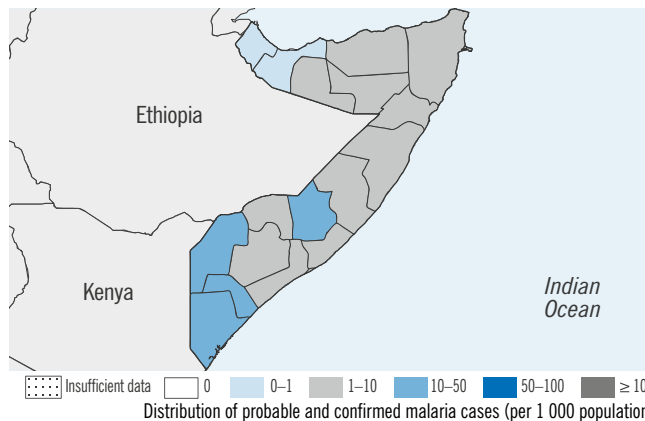 Ethiopia
Kenya
Indian
Ocean
Insufficient data 0 0–1 1–10 10–50 50–100 ≥ 10
Distribution of probable and confirmed malaria cases (per 1 000 population